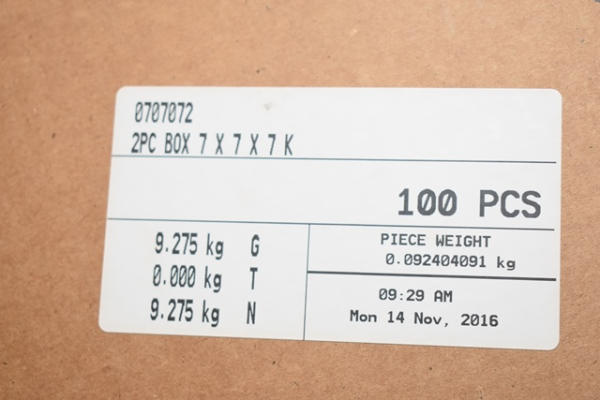 0707072
2PC BOX 7 X 7 X 7 K
100 PCS
9.275 kg G
0.000 kg T
9.275 kg N
PIECE WEIGHT
0.092404091 kg
09:29 AM
Mon 14 Nov, 2016